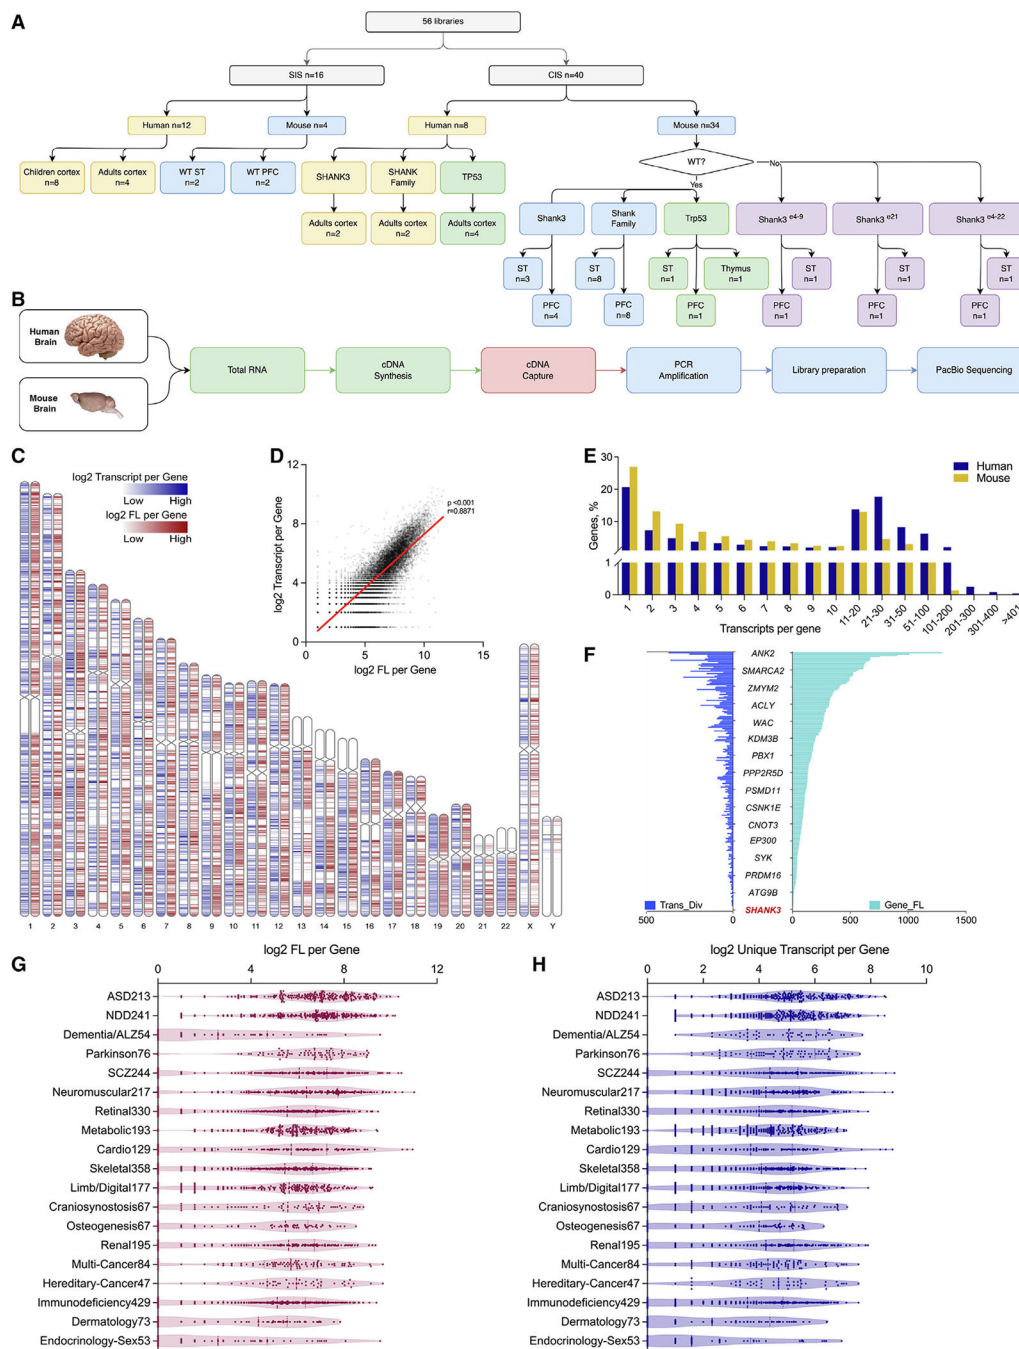 A
56 libraries
SIS n=16
CIS n=40
Human n=12
Mouse n=4
Human n=8
Mouse n=34
Children cortex
n=8
Adults cortex
n=4
WT ST
n=2
WT PFC
n=2
SHANK3
SHANK
Family
TP53
WT?
No
Yes
Adults cortex
n=2
Adults cortex
n=2
Adults cortex
n=4
Shank3
Shank
Family
Trp53
Shank3 e4-9
Shank3 e21
Shank3 e4-22
ST
n=3
ST
n=8
ST
n=1
Thymus
n=1
ST
n=1
ST
n=1
ST
n=1
PFC
n=4
PFC
n=8
PFC
n=1
PFC
n=1
PFC
n=1
PFC
n=1
B
Human
Brain
Mouse
Brain
Total RNA
cDNA
Synthesis
cDNA
Capture
PCR
Amplification
Library preparation
PacBio Sequencing
C
log2 Transcript per Gene
Low High
log2 FL per Gene
Low High
1 2 3 4 5 6 7 8 9 10 11 12 13 14 15 16 17 18 19 20 21 22 X Y
D
log2 Transcript per Gene
12
8
4
0
0 5 10 15
log2 FL per Gene
p <0.001
r=0.8871
E
Genes, %
30
20
10
1
0
Human
Mouse
1 2 3 4 5 6 7 8 9 10 11-20 21-30 31-50 51-100 101-200 201-300 301-400 >401
Transcripts per gene
F
ANK2
SMARCA2
ZMYM2
ACLY
WAC
KDM3B
PBX1
PPP2R5D
PSMD11
CSNK1E
CNOT3
EP300
SYK
PRDM16
ATG9B
SHANK3
Trans_Div
Gene_FL
500 0
0 500 1000 1500
G
log2 FL per Gene
0 4 8 12
ASD213
NDD241
Dementia/ALZ54
Parkinson76
SCZ244
Neuromuscular217
Retinal330
Metabolic193
Cardio129
Skeletal358
Limb/Digital177
Craniosynostosis67
Osteogenesis67
Renal195
Multi-Cancer84
Hereditary-Cancer47
Immunodeficiency429
Dermatology73
Endocrinology-Sex53
H
log2 Unique Transcript per Gene
0 2 4 6 8 10
ASD213
NDD241
Dementia/ALZ54
Parkinson76
SCZ244
Neuromuscular217
Retinal330
Metabolic193
Cardio129
Skeletal358
Limb/Digital177
Craniosynostosis67
Osteogenesis67
Renal195
Multi-Cancer84
Hereditary-Cancer47
Immunodeficiency429
Dermatology73
Endocrinology-Sex53